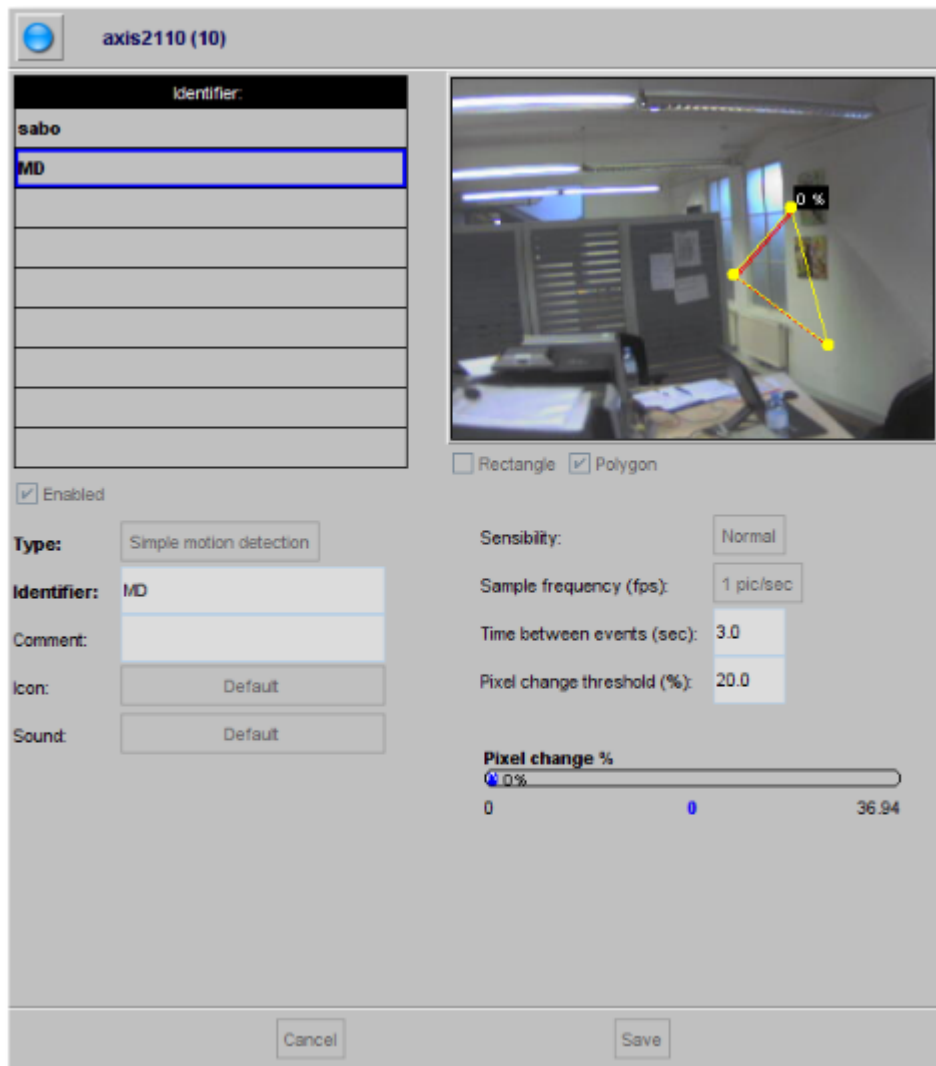 axis2110 (10)
Identifier:
sabo
MD
0 %
Rectangle Polygon
Enabled
Type: Simple motion detection
Identifier: MD
Comment:
Icon: Default
Sound: Default
Sensibility: Normal
Sample frequency (fps): 1 pic/sec
Time between events (sec): 3.0
Pixel change threshold (%): 20.0
Pixel change %
0%
0 0 36.94
Cancel Save